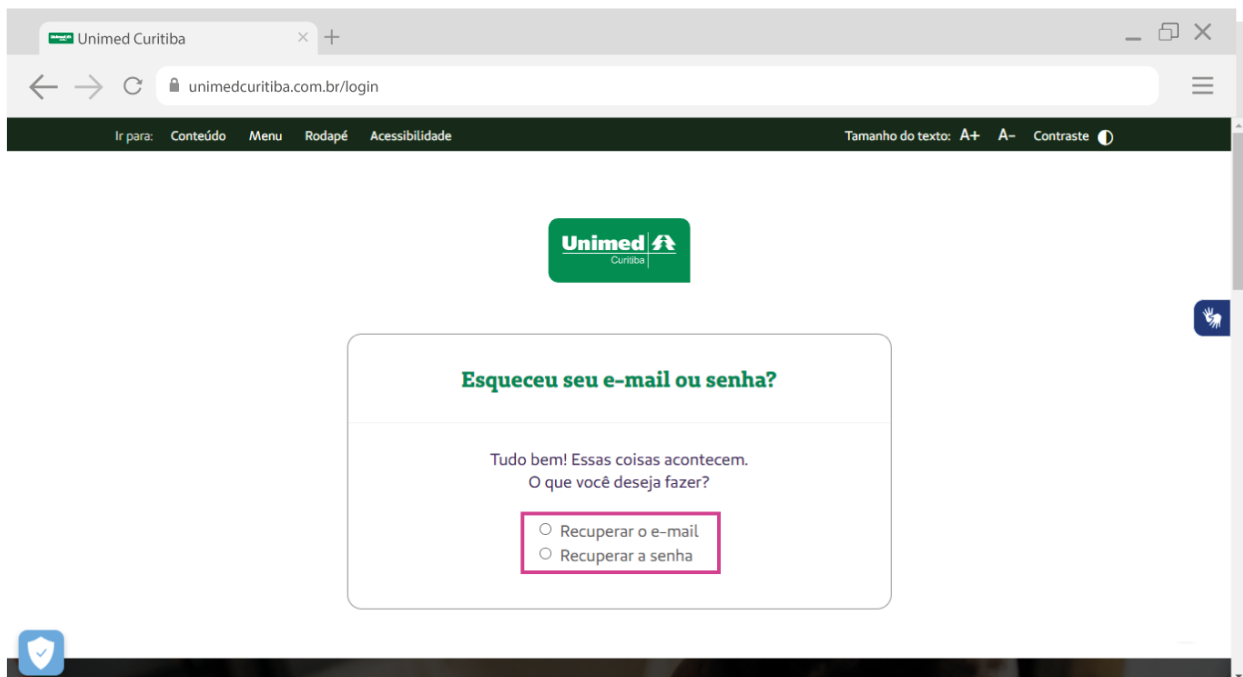 Unimed Curitiba
unimedcuritiba.com.br/login
Ir para: Conteúdo Menu Rodapé Acessibilidade Tamanho do texto: A+ A- Contraste
Unimed
Curitiba
Esqueceu seu e-mail ou senha?
Tudo bem! Essas coisas acontecem.
O que você deseja fazer?
Recuperar o e-mail
Recuperar a senha